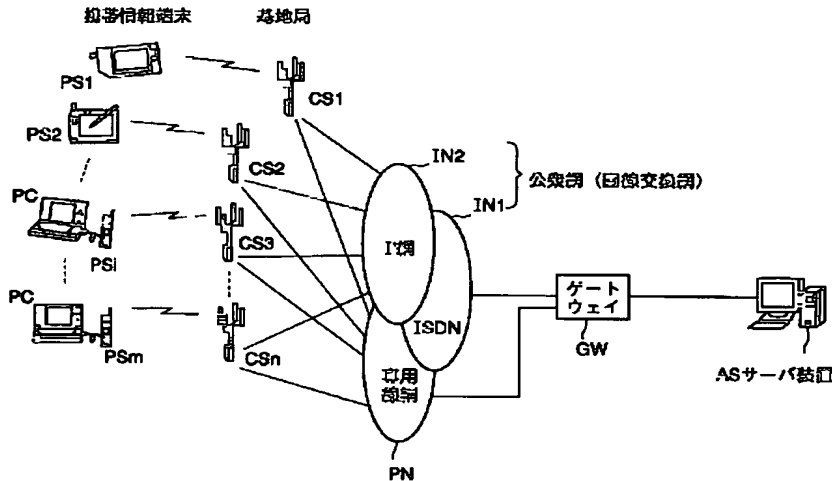 携帯情報端末
基地局
PS1
CS1
PS2
CS2
IN2
公衆網（回線交換網）
IN1
PC
PSi
CS3
I'網
PC
PSm
CSn
ISDN
専用
線網
PN
ゲート
ウェイ
GW
ASサーバ装置